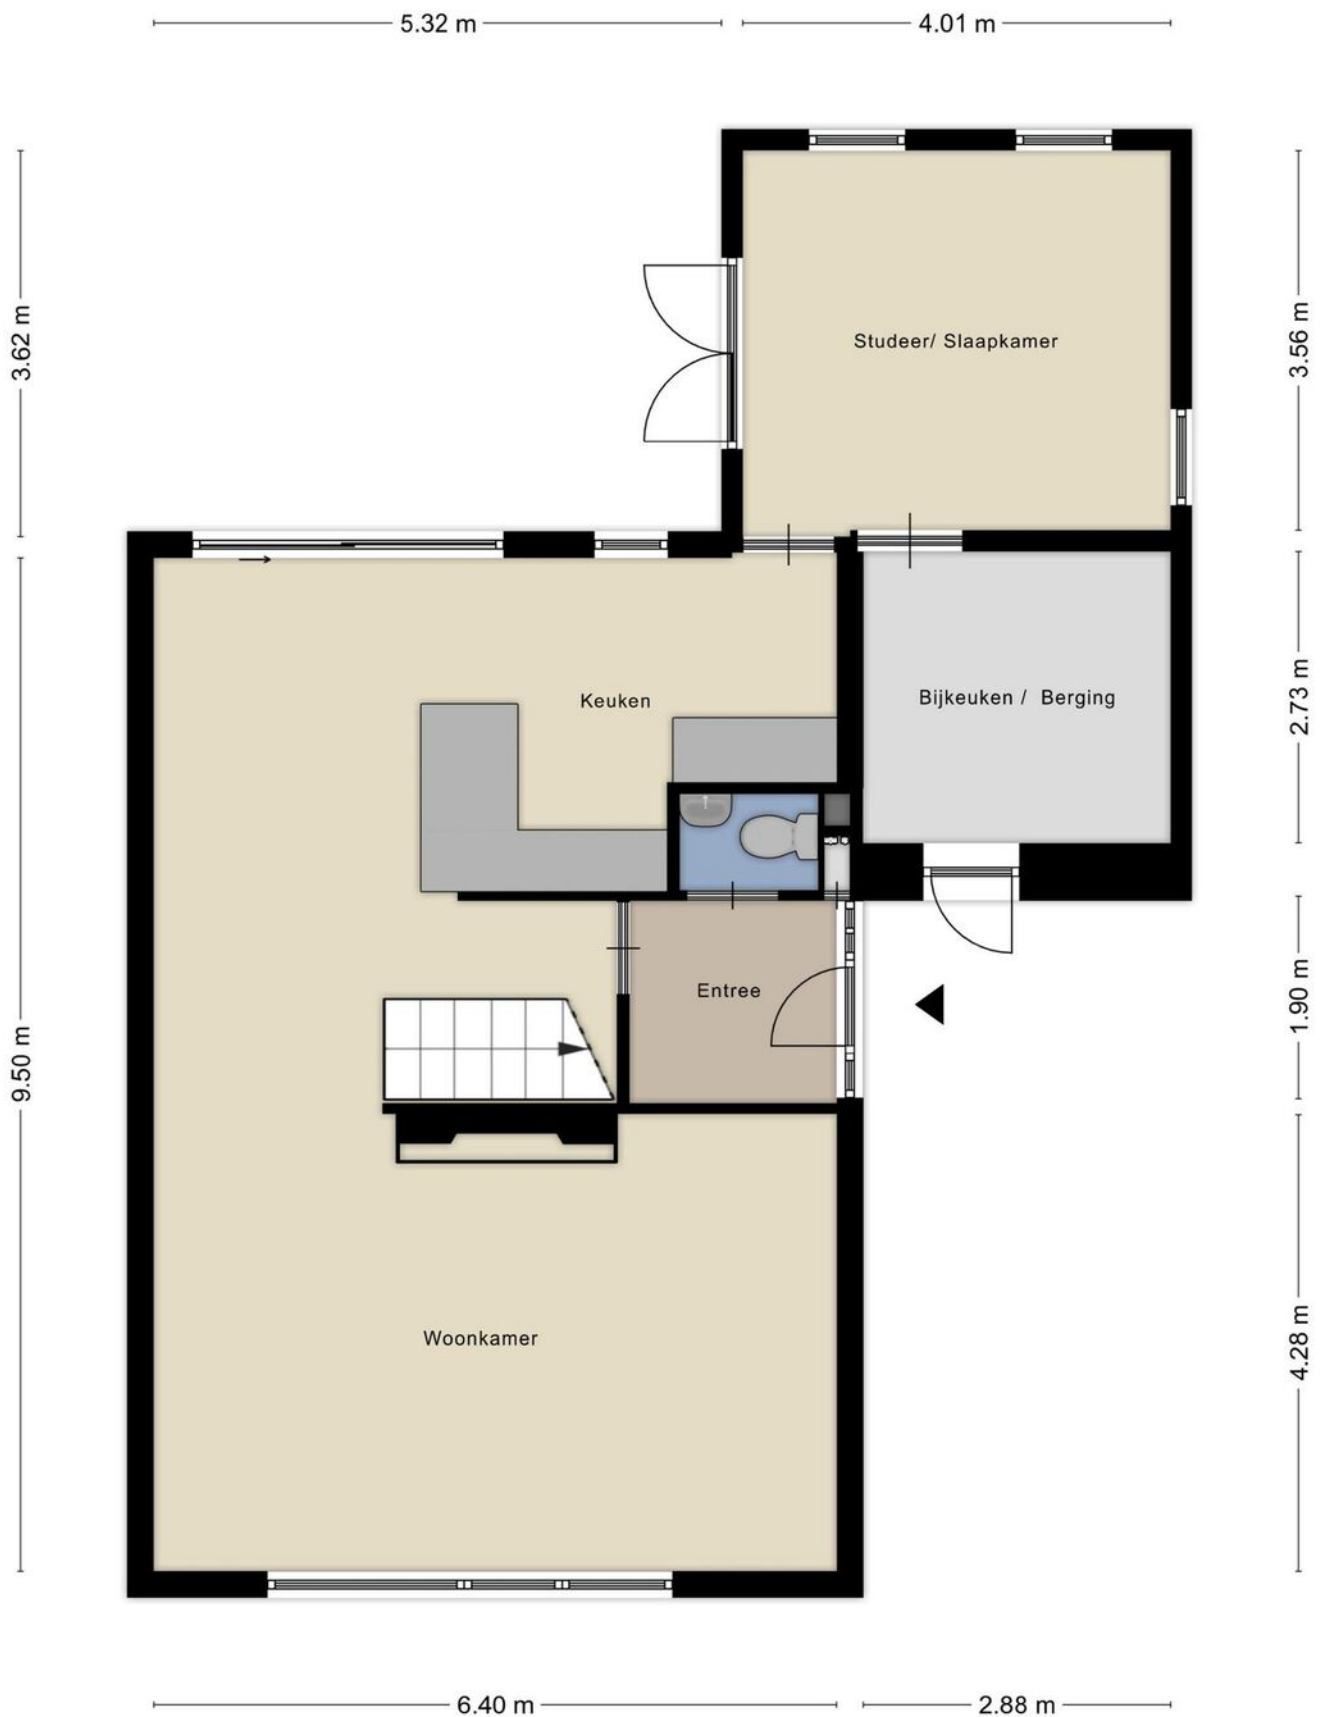 5.32 m
4.01 m
3.62 m
3.56 m
Studeer/ Slaapkamer
Keuken
Bijkeuken / Berging
2.73 m
Entree
1.90 m
9.50 m
Woonkamer
4.28 m
6.40 m
2.88 m